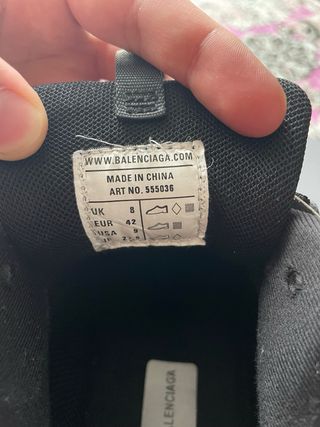 WWW.BALENCIAGA.COM
MADE IN CHINA
ART NO. 555036
UK 8
EUR 42
USA 9
BALENCIAGA